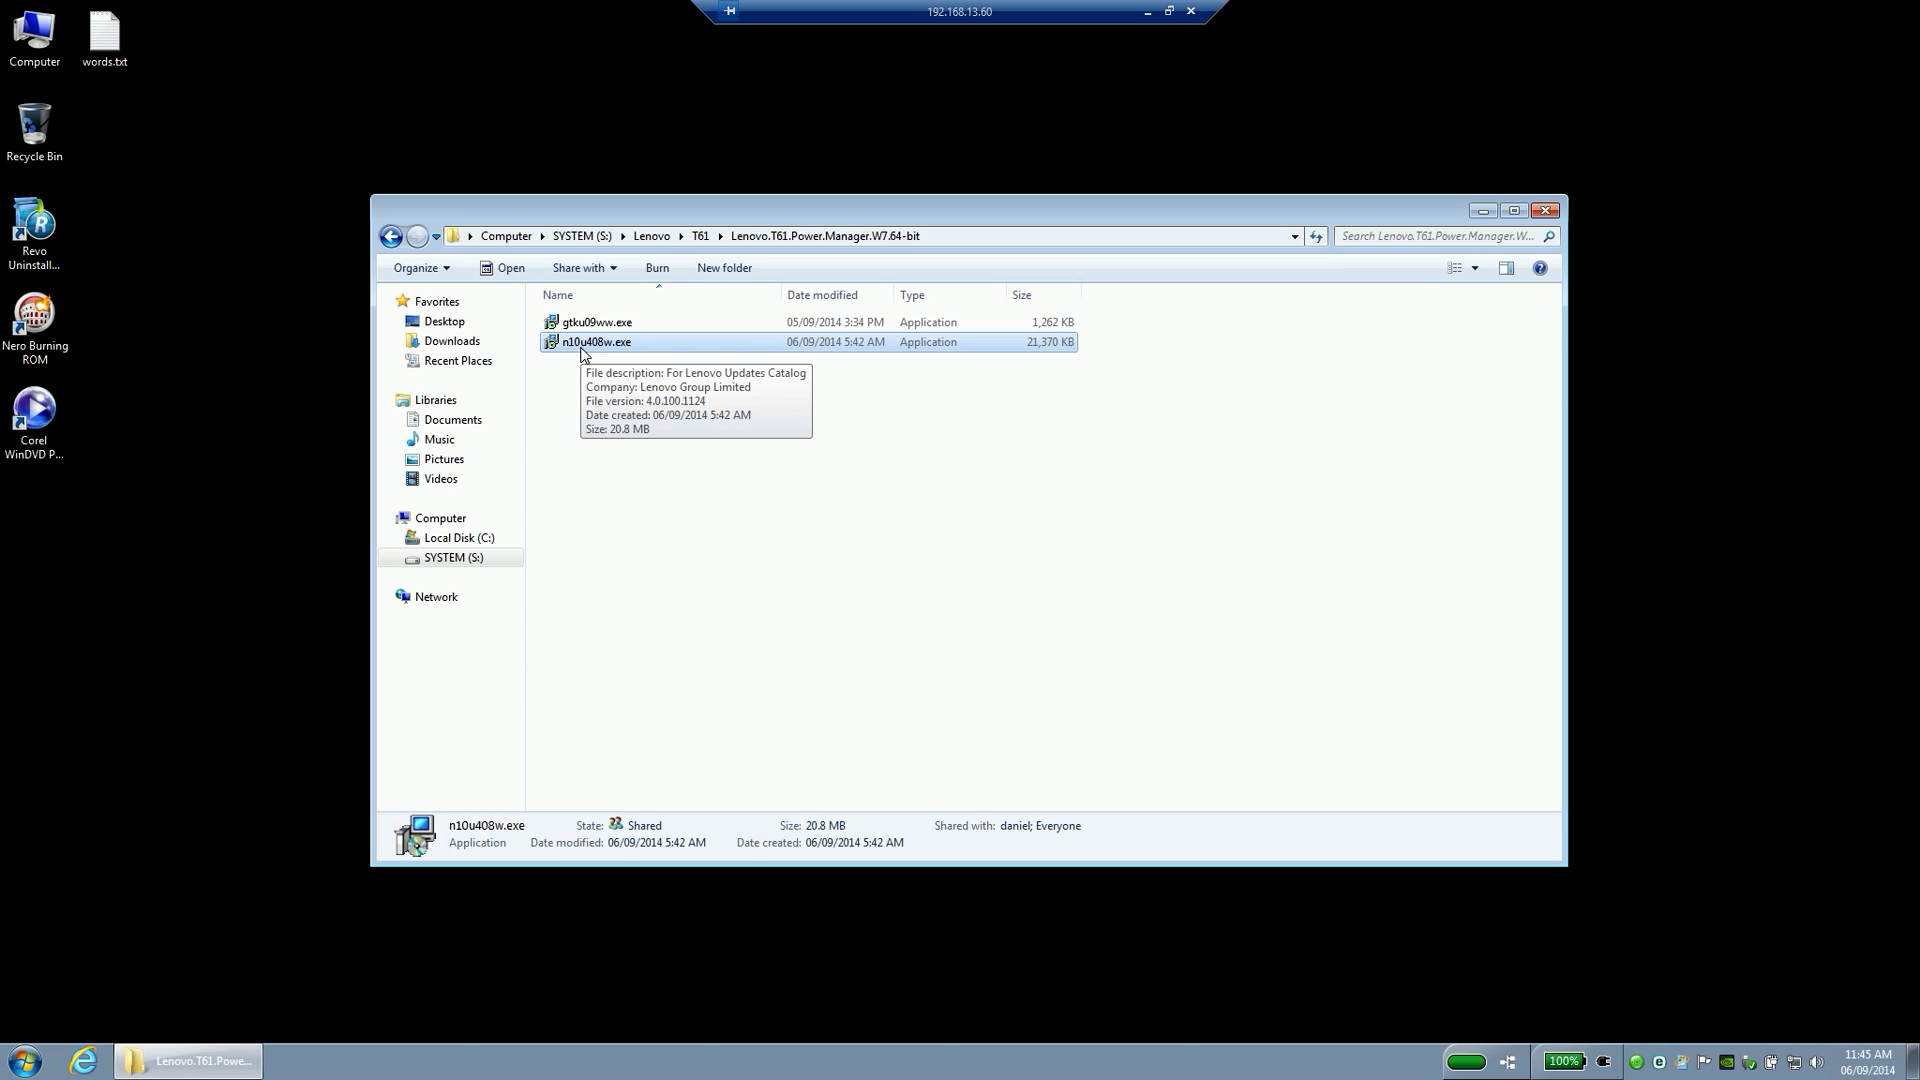 192.168.13.60
Computer
words.txt
Recycle Bin
Revo
Uninstall...
Nero Burning
ROM
Corel
WinDVD P...
Computer
SYSTEM (S:)
Lenovo
T61
Lenovo.T61.Power.Manager.W7.64-bit
Search Lenovo.T61.Power.Manager.W...
Organize
Open
Share with
Burn
New folder
Favorites
Desktop
Downloads
Recent Places
Libraries
Documents
Music
Pictures
Videos
Computer
Local Disk (C:)
SYSTEM (S:)
Network
Name Date modified Type Size
gtku09ww.exe 05/09/2014 3:34 PM Application 1,262 KB
n10u408w.exe 06/09/2014 5:42 AM Application 21,370 KB
File description: For Lenovo Updates Catalog
Company: Lenovo Group Limited
File version: 4.0.100.1124
Date created: 06/09/2014 5:42 AM
Size: 20.8 MB
n10u408w.exe State: Shared Size: 20.8 MB Shared with: daniel; Everyone
Application Date modified: 06/09/2014 5:42 AM Date created: 06/09/2014 5:42 AM
Lenovo.T61.Powe...
100%
11:45 AM
06/09/2014